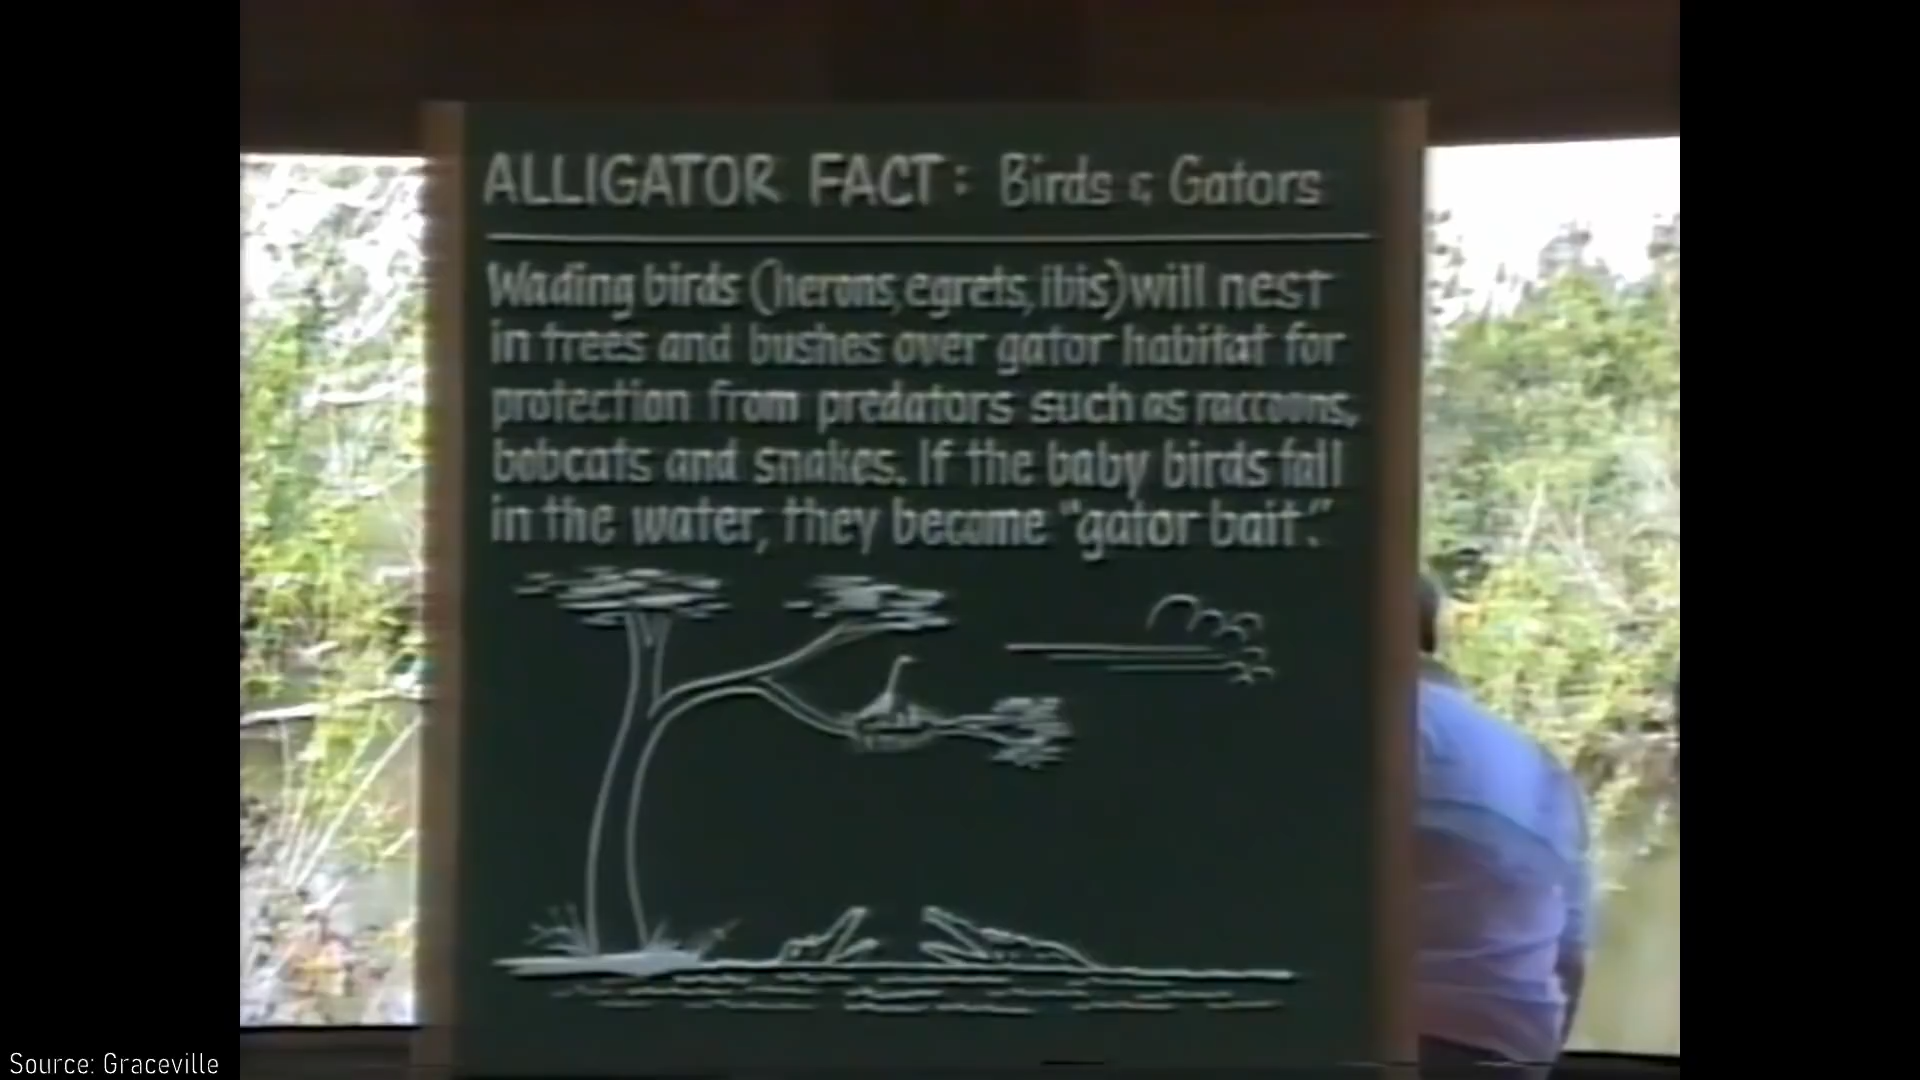 ALLIGATOR FACT: Birds & Gators
Wading birds (herons, egrets, ibis) will nest
in trees and bushes over gator habitat for
protection from predators such as raccoons,
bobcats and snakes. If the baby birds fall
in the water, they become "gator bait."
Source: Graceville